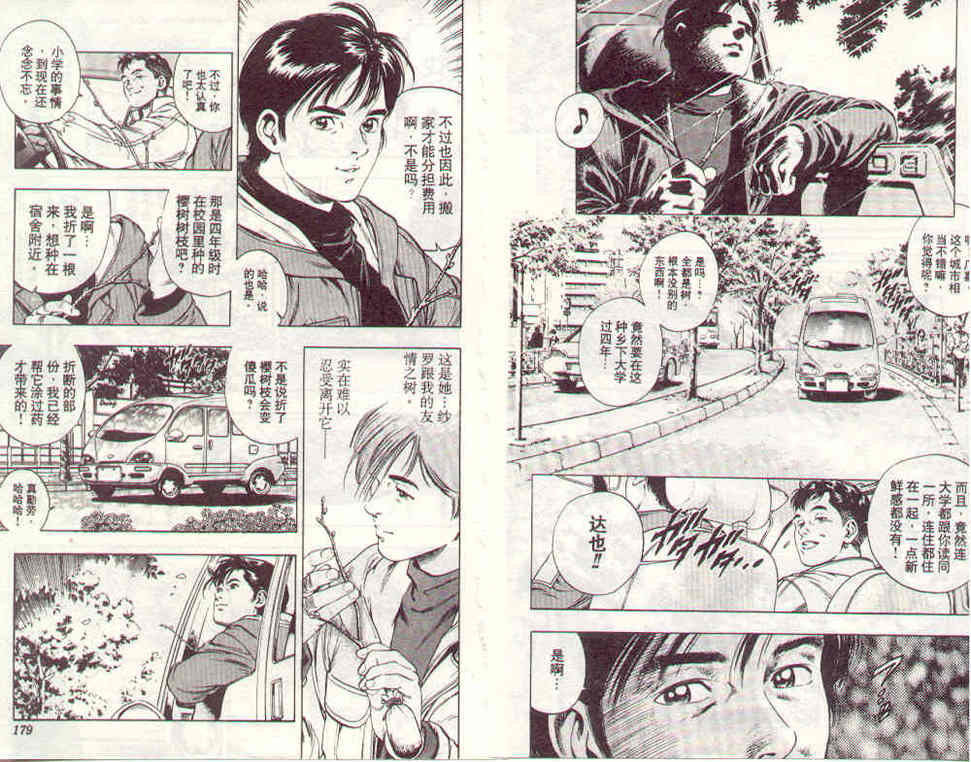 这个城市相
当不错嘛，
你觉得呢？
是吗…？
全都是树，
根本没别的
东西啊！
竟然要在这
种乡下大学
过四年…
而且，竟然连
大学都跟你读同
一所，连住都住
在一起，一点新
鲜感都没有！
达也!!
是啊…
不过也因此，搬
家才能分担费用
啊，不是吗？
哈哈，说
的也是。
不过，你
也太认真
了吧！
小学的事情
，到现在还
念念不忘，
那是四年级时
在校园里种的
樱树树枝吧？
是啊…
我折了一根
来，想种在
宿舍附近。
这是她…纱
罗跟我的友
情之树。
实在难以
忍受离开它——
不是说折了
樱树枝会变
傻瓜吗？
折断的部
份，我已经
帮它涂过药
才带来的！
真勤劳，
哈哈哈！
179